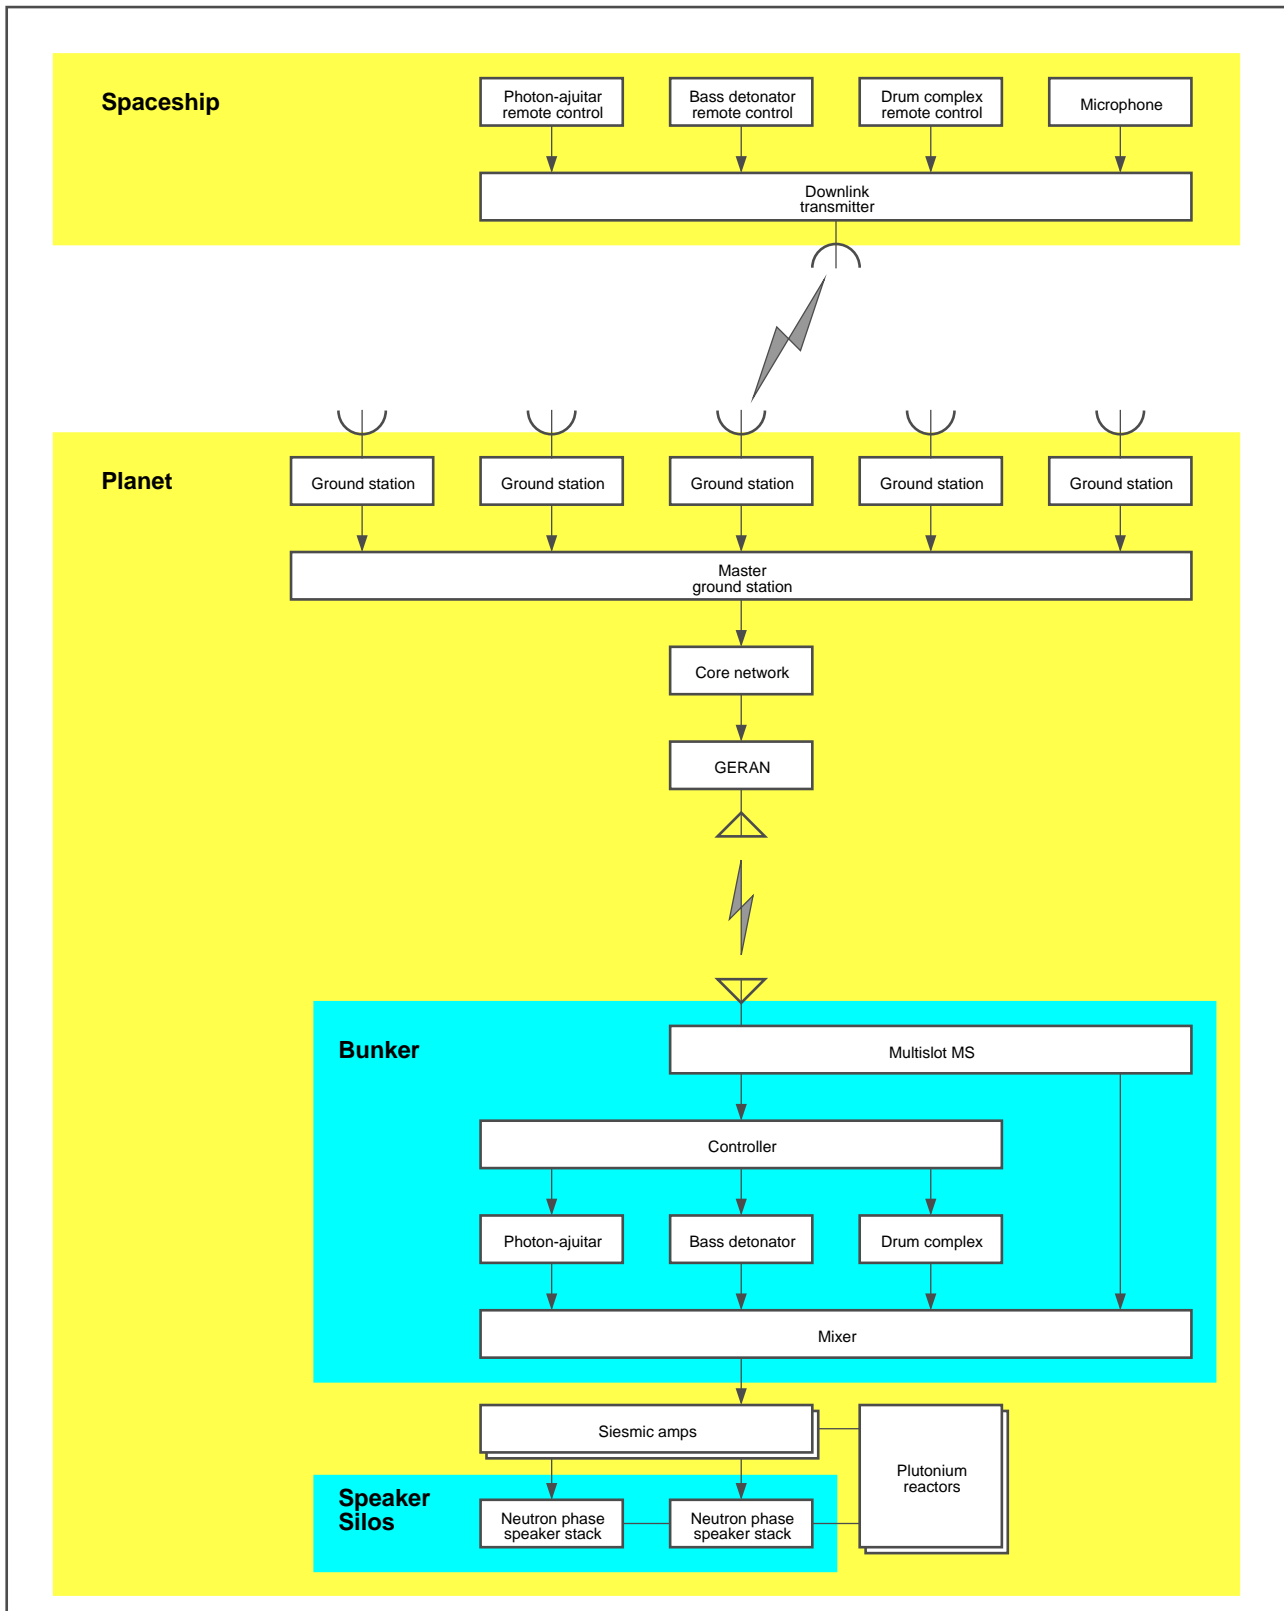 Spaceship
Photon-ajuitar
remote control
Bass detonator
remote control
Drum complex
remote control
Microphone
Downlink
transmitter
Planet
Ground station
Ground station
Ground station
Ground station
Ground station
Master
ground station
Core network
GERAN
Bunker
Multislot MS
Controller
Photon-ajuitar
Bass detonator
Drum complex
Mixer
Siesmic amps
Plutonium
reactors
Speaker
Silos
Neutron phase
speaker stack
Neutron phase
speaker stack